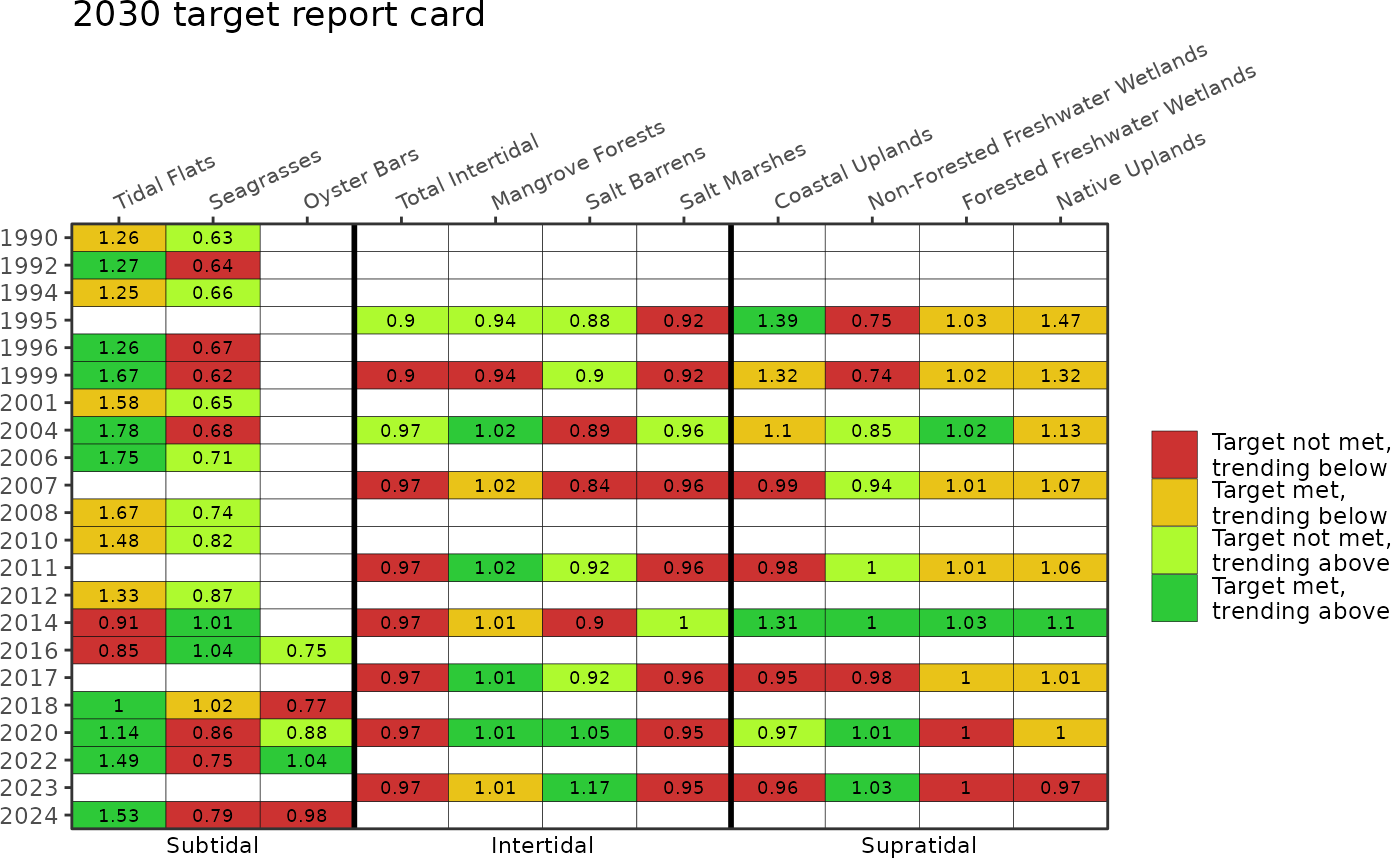 2030 target report card
Tidal Flats
Seagrasses
Oyster Bars
Total Intertidal
Mangrove Forests
Salt Barrens
Salt Marshes
Coastal Uplands
Non-Forested Freshwater Wetlands
Forested Freshwater Wetlands
Native Uplands
1990 1.26 0.63
1992 1.27 0.64
1994 1.25 0.66
1995 0.9 0.94 0.88 0.92 1.39 0.75 1.03 1.47
1996 1.26 0.67
1999 1.67 0.62 0.9 0.94 0.9 0.92 1.32 0.74 1.02 1.32
2001 1.58 0.65
2004 1.78 0.68 0.97 1.02 0.89 0.96 1.1 0.85 1.02 1.13
2006 1.75 0.71
2007 0.97 1.02 0.84 0.96 0.99 0.94 1.01 1.07
2008 1.67 0.74
2010 1.48 0.82
2011 0.97 1.02 0.92 0.96 0.98 1 1.01 1.06
2012 1.33 0.87
2014 0.91 1.01 0.97 1.01 0.9 1 1.31 1 1.03 1.1
2016 0.85 1.04 0.75
2017 0.97 1.01 0.92 0.96 0.95 0.98 1 1.01
2018 1 1.02 0.77
2020 1.14 0.86 0.88 0.97 1.01 1.05 0.95 0.97 1.01 1 1
2022 1.49 0.75 1.04
2023 0.97 1.01 1.17 0.95 0.96 1.03 1 0.97
2024 1.53 0.79 0.98
Subtidal Intertidal Supratidal
Target not met,
trending below
Target met,
trending below
Target not met,
trending above
Target met,
trending above